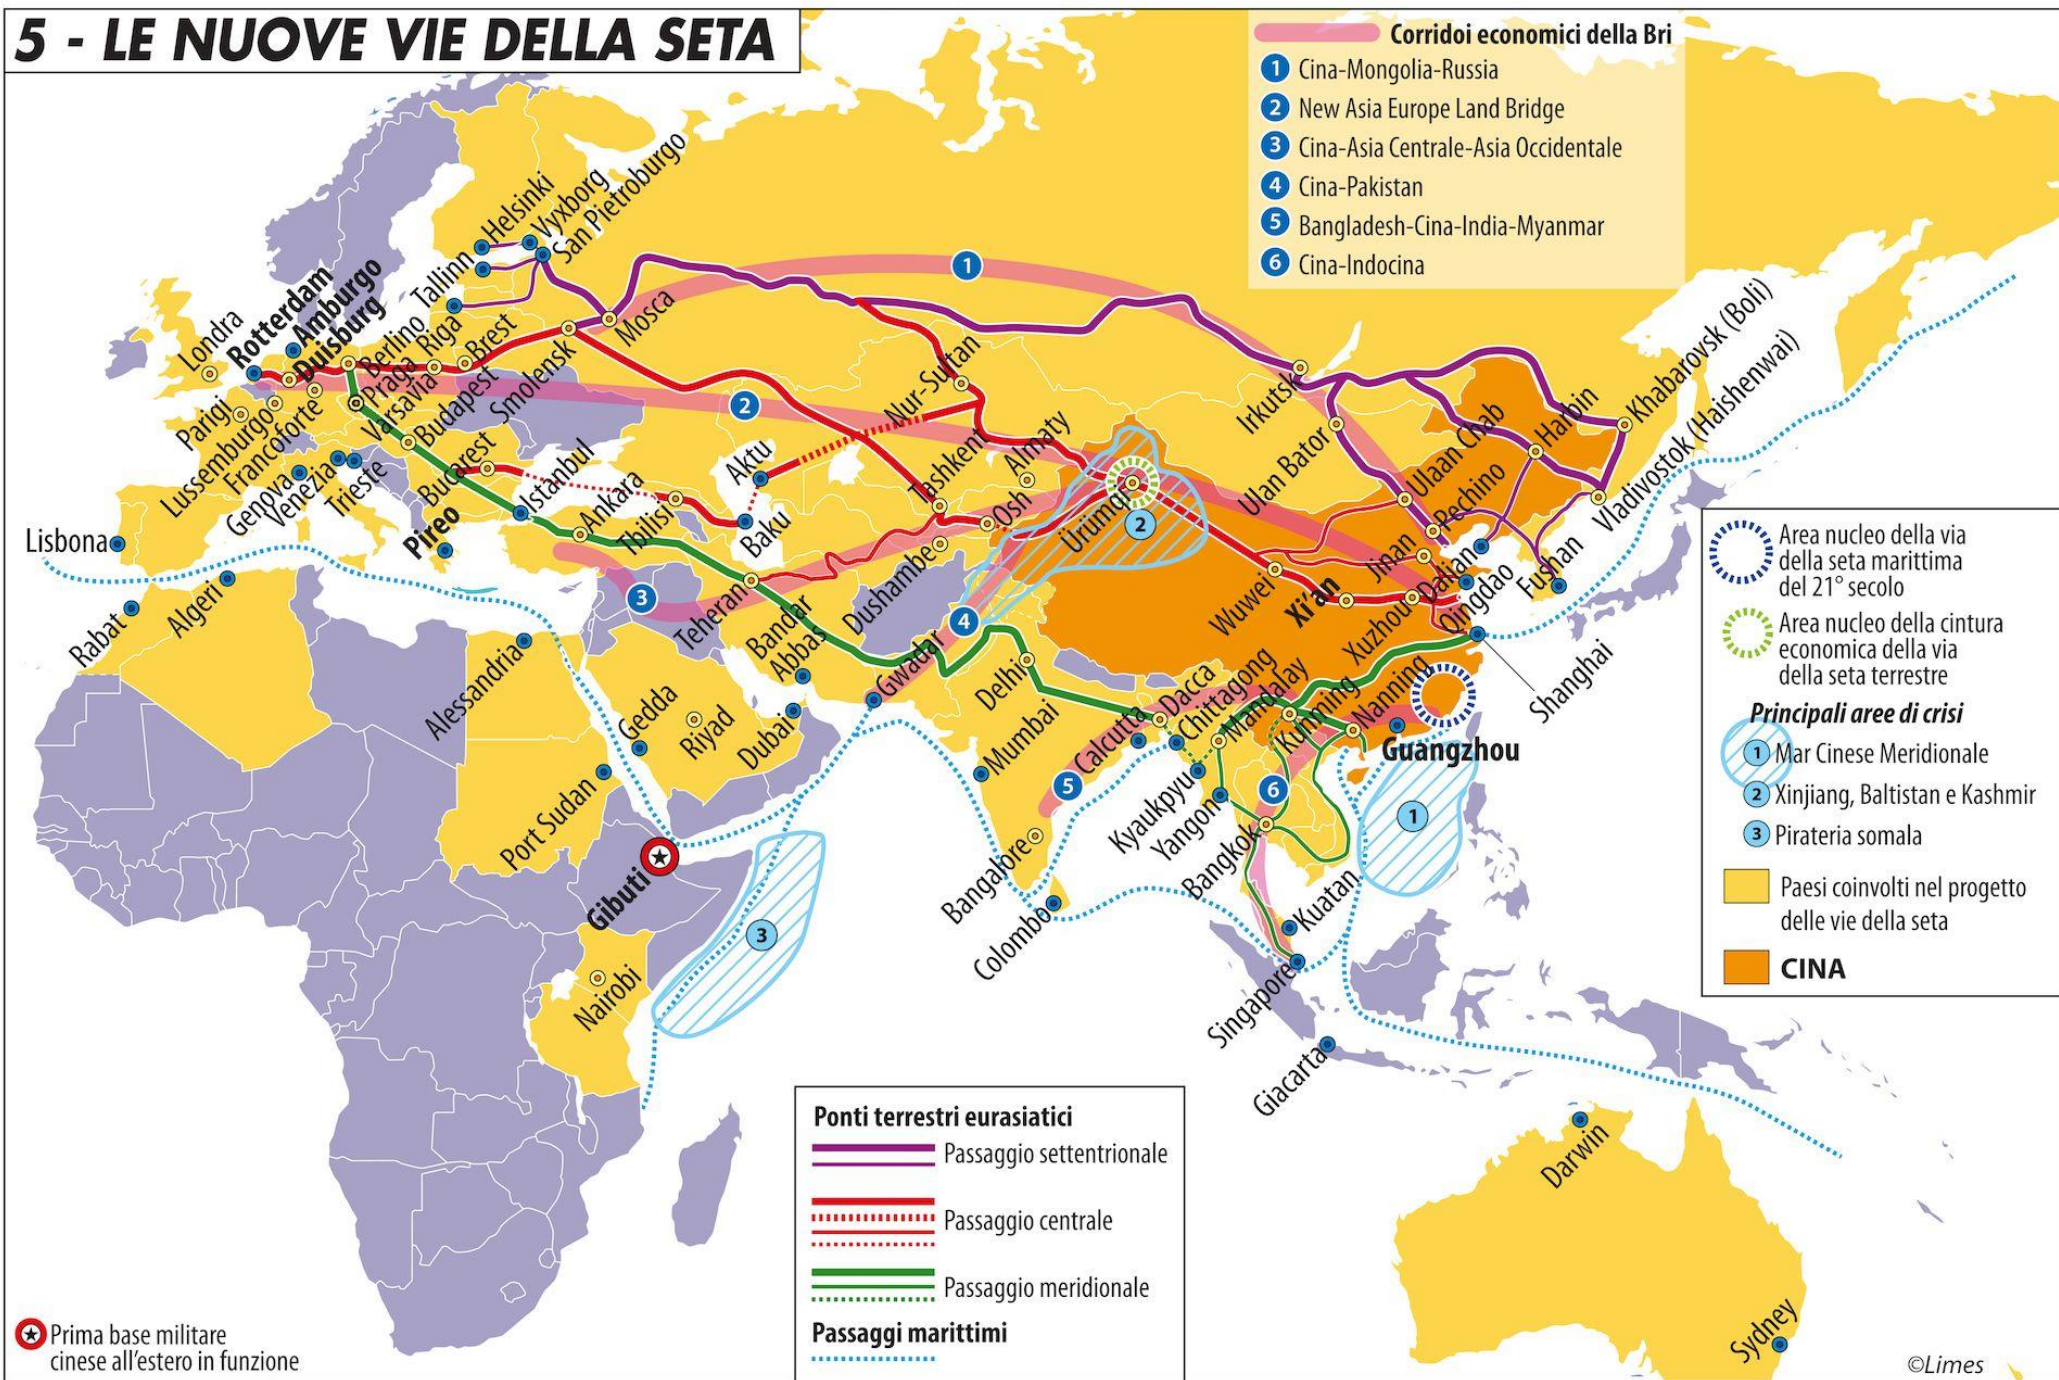 5 - LE NUOVE VIE DELLA SETA
Corridoi economici della Bri
1 Cina-Mongolia-Russia
2 New Asia Europe Land Bridge
3 Cina-Asia Centrale-Asia Occidentale
4 Cina-Pakistan
5 Bangladesh-Cina-India-Myanmar
6 Cina-Indocina
Helsinki
Vyxborg
San Pietroburgo
Tallinn
Riga
Londra
Rotterdam
Amburgo
Duisburg
Berlino
Praga
Varsavia
Brest
Budapest
Smolensk
Mosca
Parigi
Lussemburgo
Francoforte
Genova
Venezia
Trieste
Bucarest
Pireo
Istanbul
Ankara
Tbilisi
Baku
Aktu
Nur-Sultan
Tashkent
Almaty
Osh
Dushambe
Ürümqi
Irkutsk
Ulan Bator
Ulaan Chab
Harbin
Khabarovsk (Boli)
Vladivostok (Haishenwai)
Pechino
Jinan
Dalian
Qingdao
Fushan
Wuwei
Xi'an
Xuzhou
Shanghai
Lisbona
Rabat
Algeri
Alessandria
Teheran
Bandar
Abbas
Gwadar
Delhi
Gedda
Riyad
Dubai
Port Sudan
Gibuti
Nairobi
Mumbai
Bangalore
Colombo
Calcutta
Dacca
Chittagong
Mandalay
Kunming
Nanning
Guangzhou
Kyaukpyu
Yangon
Bangkok
Kuatan
Singapore
Giacarta
Darwin
Sydney
1
2
3
4
5
6
1
2
3
Area nucleo della via
della seta marittima
del 21° secolo
Area nucleo della cintura
economica della via
della seta terrestre
Principali aree di crisi
1 Mar Cinese Meridionale
2 Xinjiang, Baltistan e Kashmir
3 Pirateria somala
Paesi coinvolti nel progetto
delle vie della seta
CINA
Ponti terrestri eurasiatici
Passaggio settentrionale
Passaggio centrale
Passaggio meridionale
Passaggi marittimi
Prima base militare
cinese all'estero in funzione
©Limes